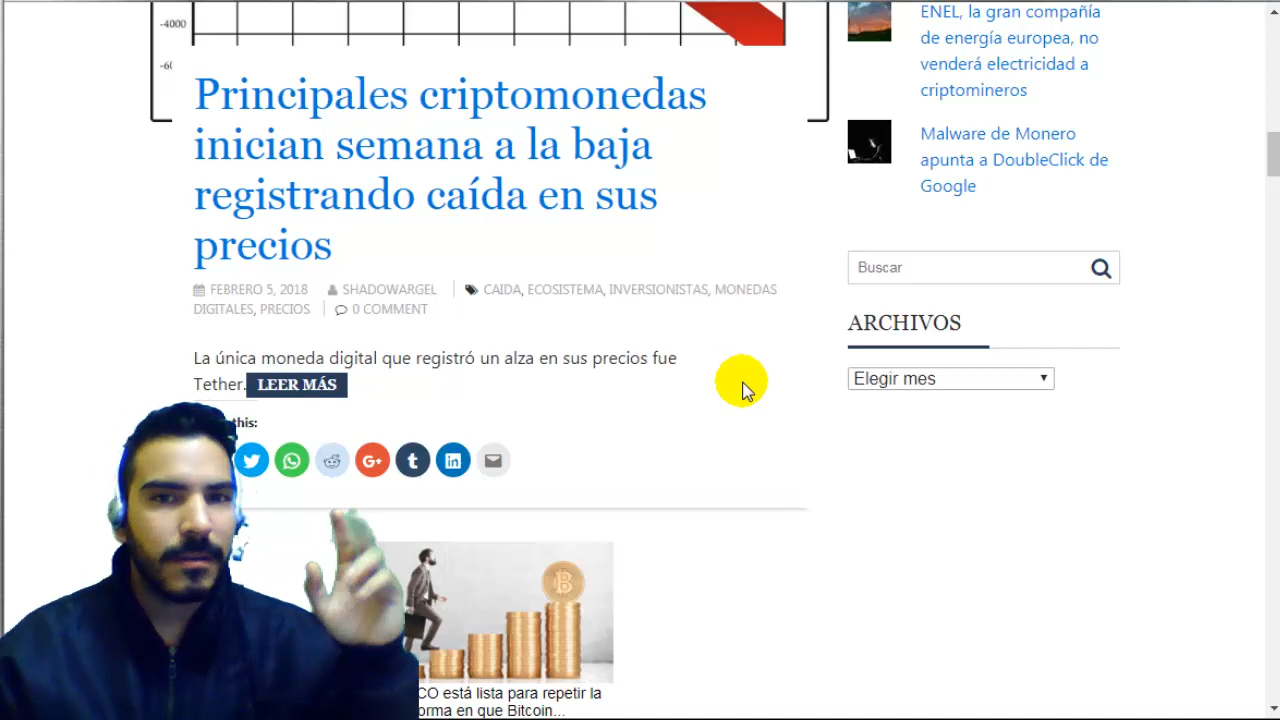 -4000
Principales criptomonedas
inician semana a la baja
registrando caída en sus
precios
FEBRERO 5, 2018 SHADOWARGEL CAIDA, ECOSISTEMA, INVERSIONISTAS, MONEDAS
DIGITALES, PRECIOS 0 COMMENT
La única moneda digital que registró un alza en sus precios fue
Tether. LEER MÁS
this:
está lista para repetir la
en que Bitcoin...
ENEL, la gran compañía
de energía europea, no
venderá electricidad a
criptomineros
Malware de Monero
apunta a DoubleClick de
Google
Buscar
ARCHIVOS
Elegir mes